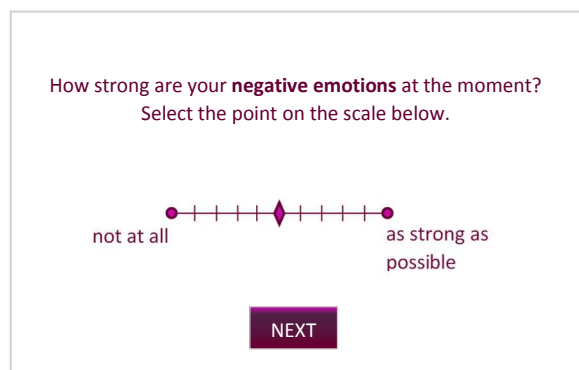 How strong are your negative emotions at the moment?
Select the point on the scale below.
not at all
as strong as
possible
NEXT